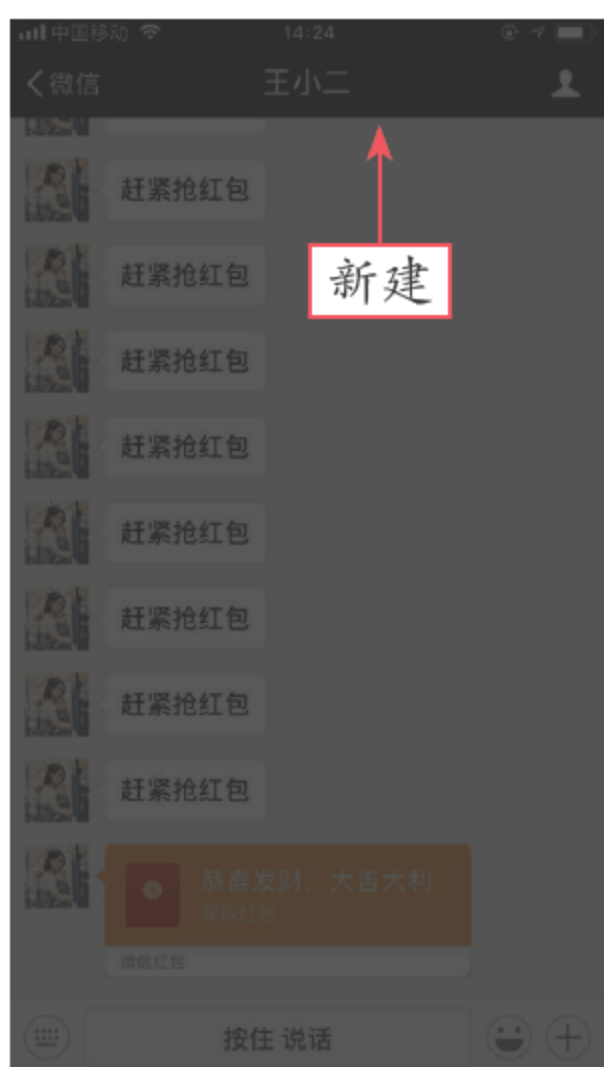 中国移动 14:24
微信 王小二
赶紧抢红包
新建
赶紧抢红包
赶紧抢红包
赶紧抢红包
赶紧抢红包
赶紧抢红包
赶紧抢红包
赶紧抢红包
恭喜发财，大吉大利
领取红包
微信红包
按住 说话